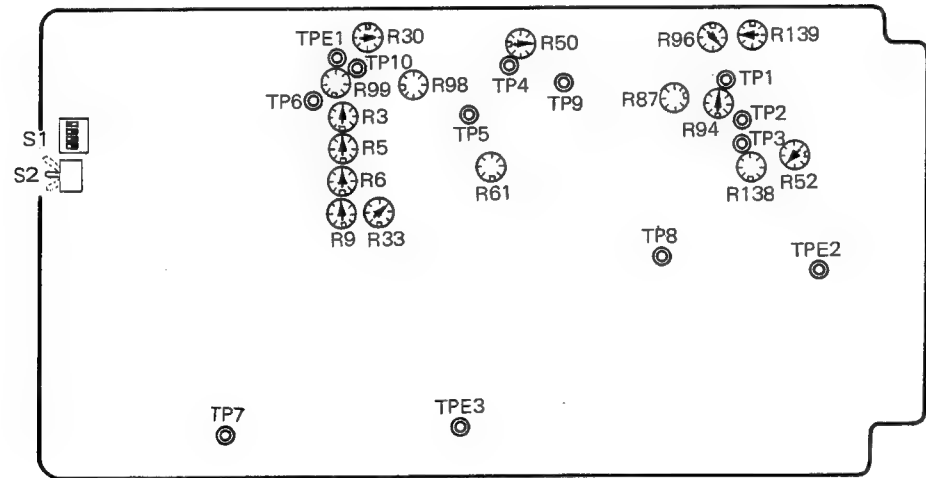 TPE1
R30
R50
R96
R139
TP10
TP4
TP1
R99
R98
TP9
R87
TP6
R3
TP5
R94
TP2
S1
TP3
R5
S2
R6
R61
R138
R52
R9
R33
TP8
TPE2
TP7
TPE3